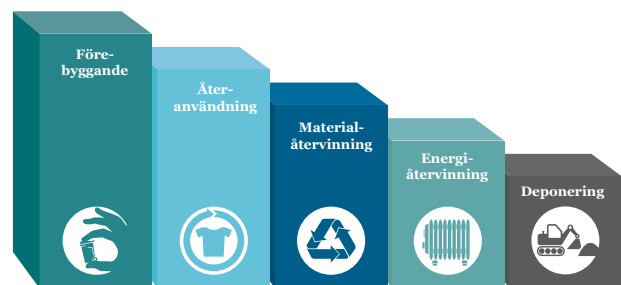 Före-
byggande
Åter-
användning
Material-
återvinning
Energi-
återvinning
Deponering